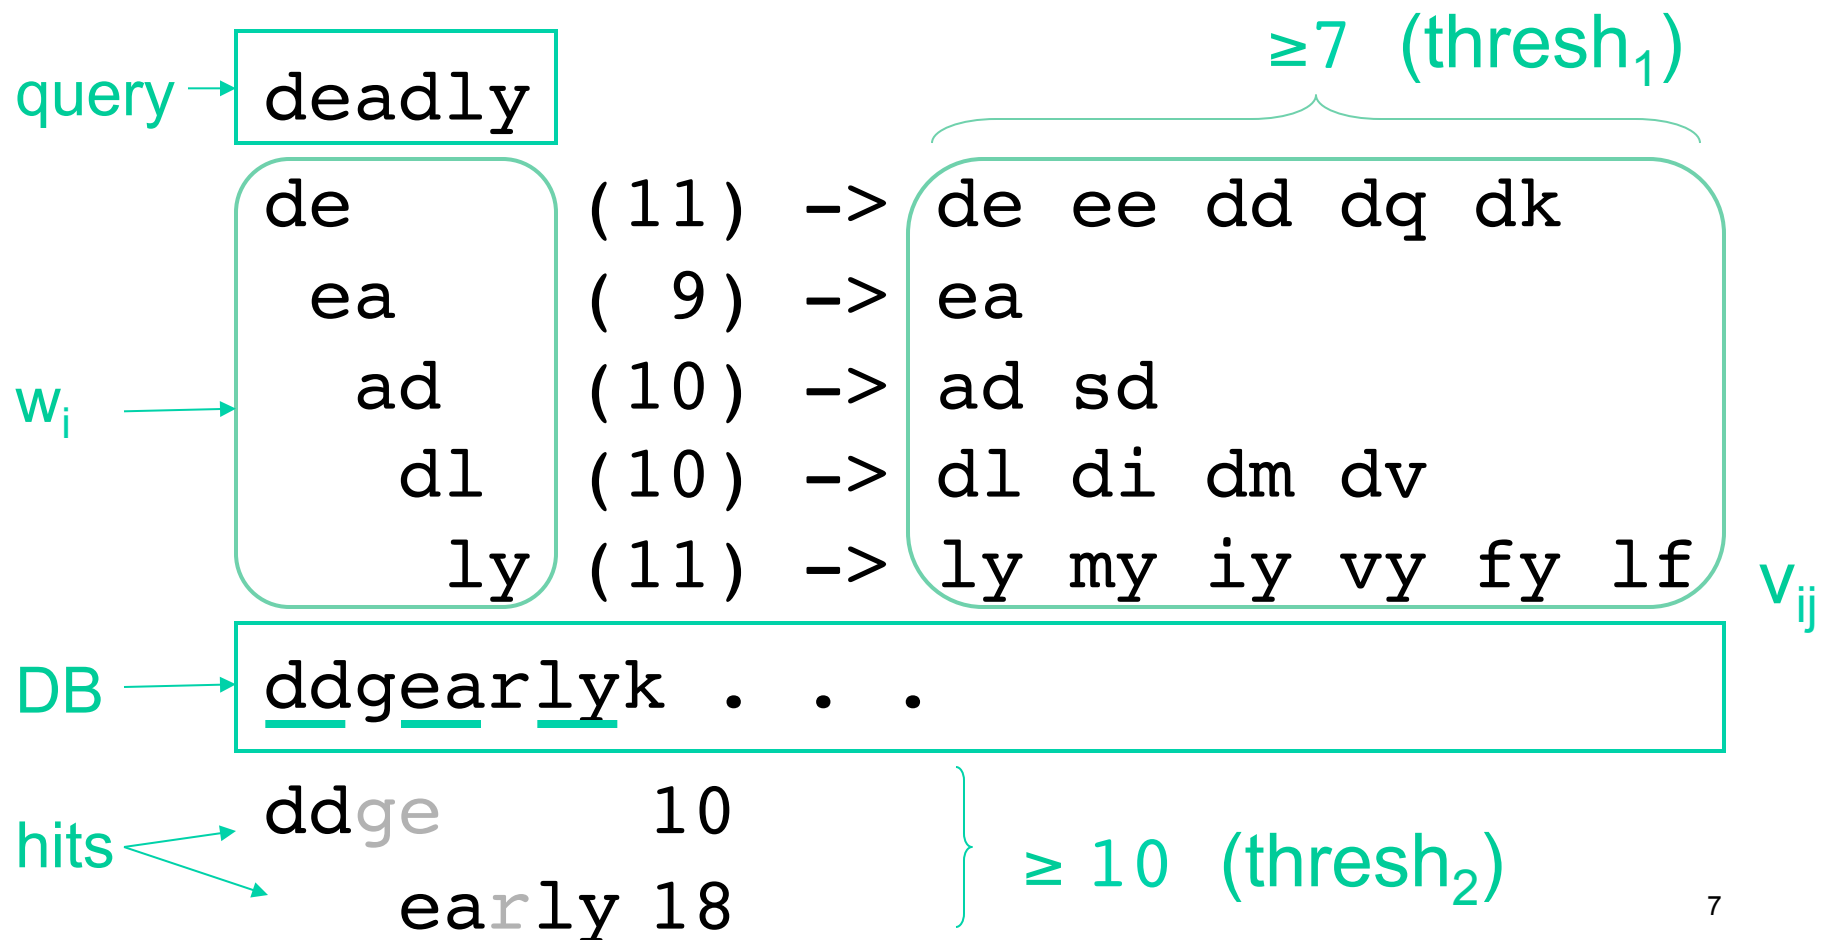 ≥7 (thresh1)
query deadly
de (11) -> de ee dd dq dk
ea ( 9) -> ea
wi ad (10) -> ad sd
dl (10) -> dl di dm dv
ly (11) -> ly my iy vy fy lf vij
DB ddgearlyk . . .
ddge 10
hits ≥ 10 (thresh2)
early 18
7